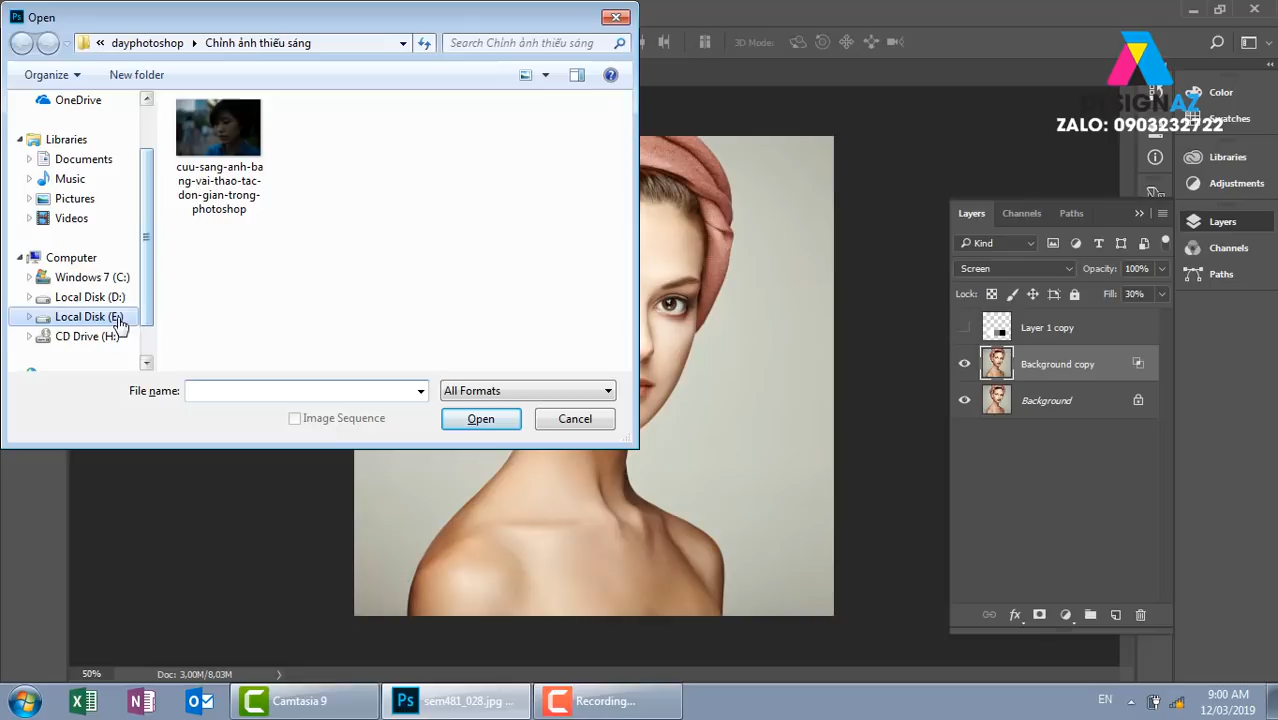 Open
« dayphotoshop ▸ Chỉnh ảnh thiếu sáng
Search Chỉnh ảnh thiếu sáng
Organize
New folder
OneDrive
Libraries
Documents
Music
Pictures
Videos
Computer
Windows 7 (C:)
Local Disk (D:)
Local Disk (E:)
CD Drive (H:)
cuu-sang-anh-ba
ng-vai-thao-tac-
don-gian-trong-
photoshop
File name:
All Formats
Image Sequence
Open
Cancel
3D Mode:
ZALO: 0903232722
Color
Swatches
Libraries
Adjustments
Layers
Channels
Paths
Layers
Channels
Paths
Kind
Screen
Opacity: 100%
Lock:
Fill: 30%
Layer 1 copy
Background copy
Background
50%
Doc: 3,00M/8,03M
Camtasia 9
sem481_028.jpg ...
Recording...
EN
9:00 AM
12/03/2019